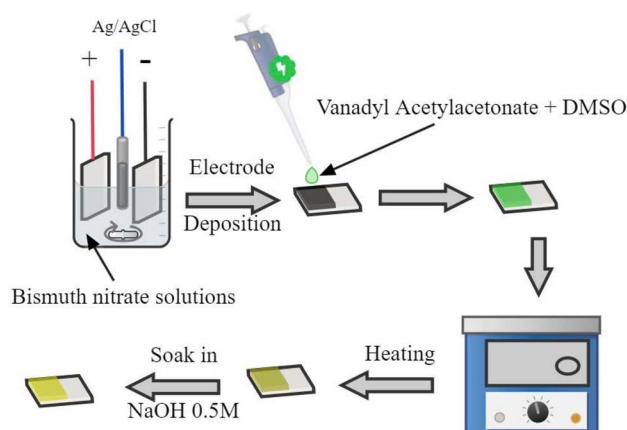 Ag/AgCl
+ -
Vanadyl Acetylacetonate + DMSO
Electrode
Deposition
Bismuth nitrate solutions
Heating
Soak in
NaOH 0.5M